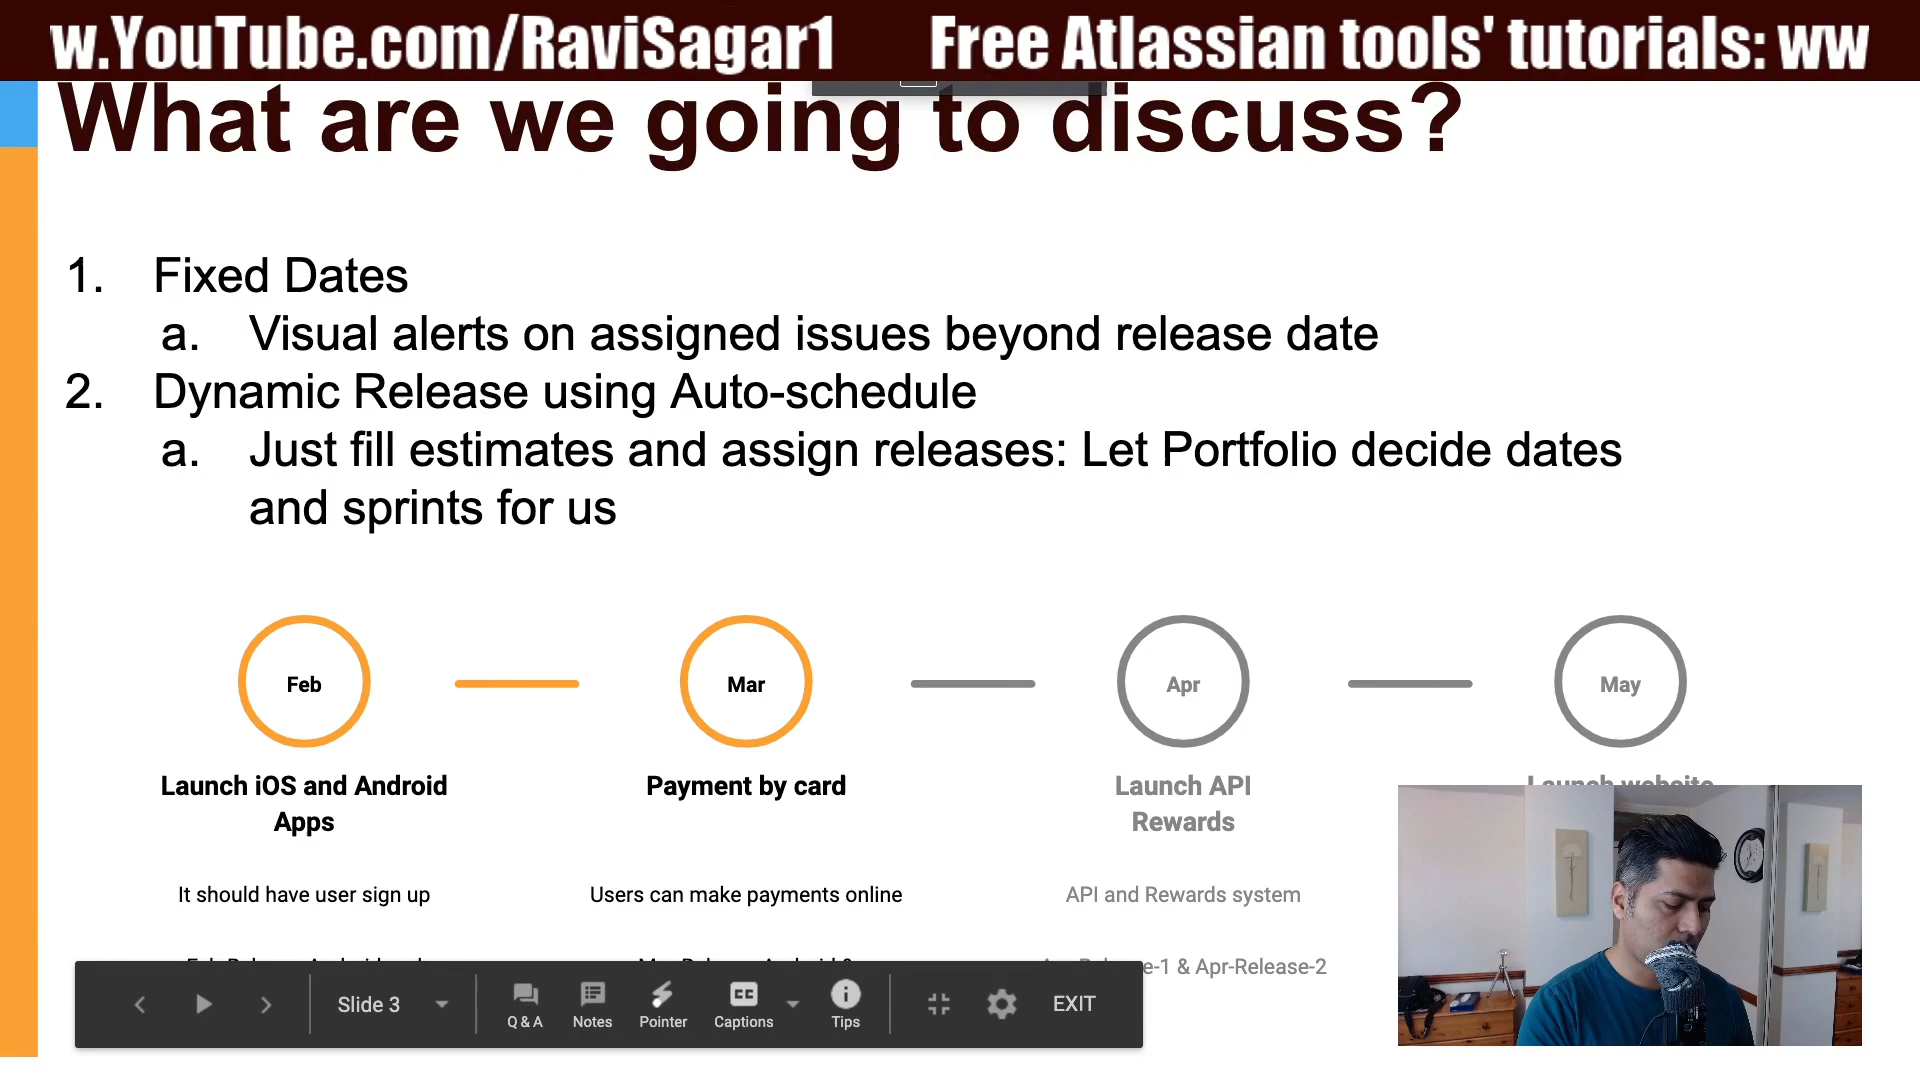 w.YouTube.com/RaviSagar1 Free Atlassian tools' tutorials: ww
What are we going to discuss?
1. Fixed Dates
a. Visual alerts on assigned issues beyond release date
2. Dynamic Release using Auto-schedule
a. Just fill estimates and assign releases: Let Portfolio decide dates
and sprints for us
Feb Mar Apr May
Launch iOS and Android Payment by card Launch API Launch website
Apps Rewards
It should have user sign up Users can make payments online API and Rewards system
e-1 & Apr-Release-2
Slide 3 Q & A Notes Pointer Captions Tips EXIT